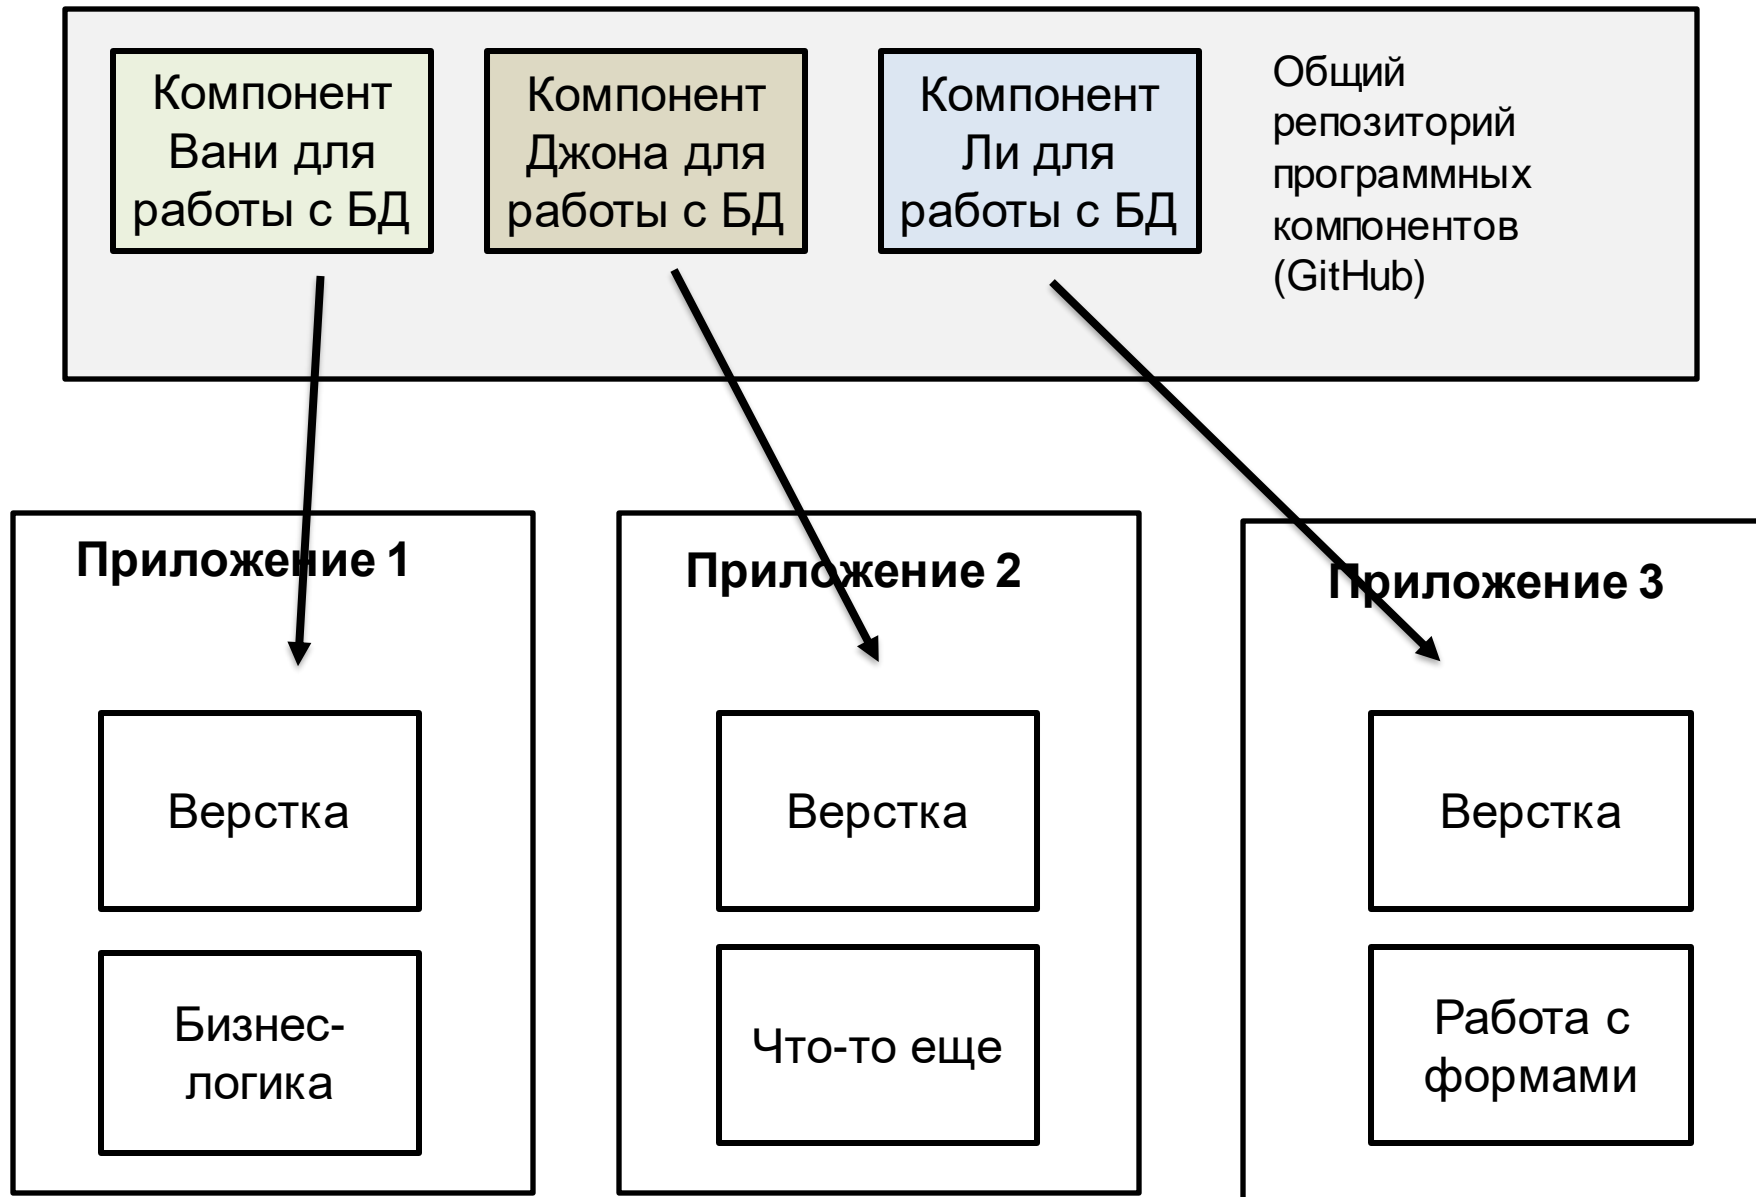 Компонент
Вани для
работы с БД
Компонент
Джона для
работы с БД
Компонент
Ли для
работы с БД
Общий
репозиторий
программных
компонентов
(GitHub)
Приложение 1
Верстка
Бизнес-
логика
Приложение 2
Верстка
Что-то еще
Приложение 3
Верстка
Работа с
формами